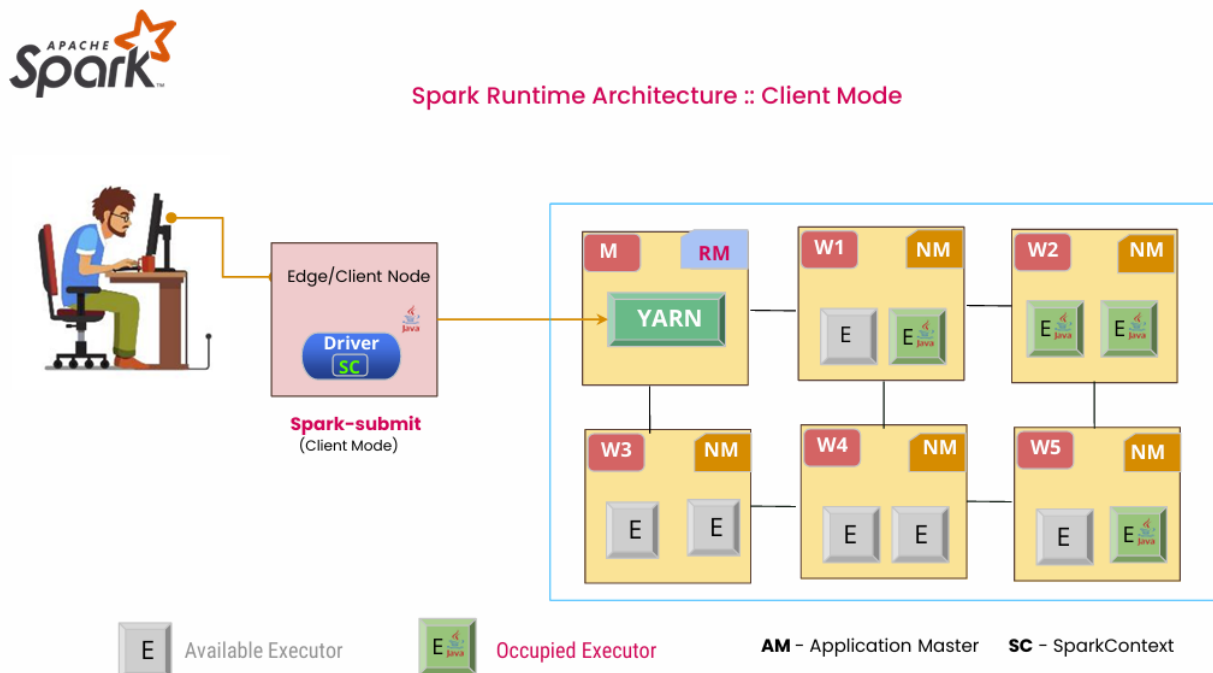 APACHE
Spark™
Spark Runtime Architecture :: Client Mode
Edge/Client Node
Java
Driver
SC
Spark-submit
(Client Mode)
M
RM
YARN
W1
NM
E
E Java
W2
NM
E Java
E Java
W3
NM
E
E
W4
NM
E
E
W5
NM
E
E Java
E
Available Executor
E Java
Occupied Executor
AM - Application Master
SC - SparkContext